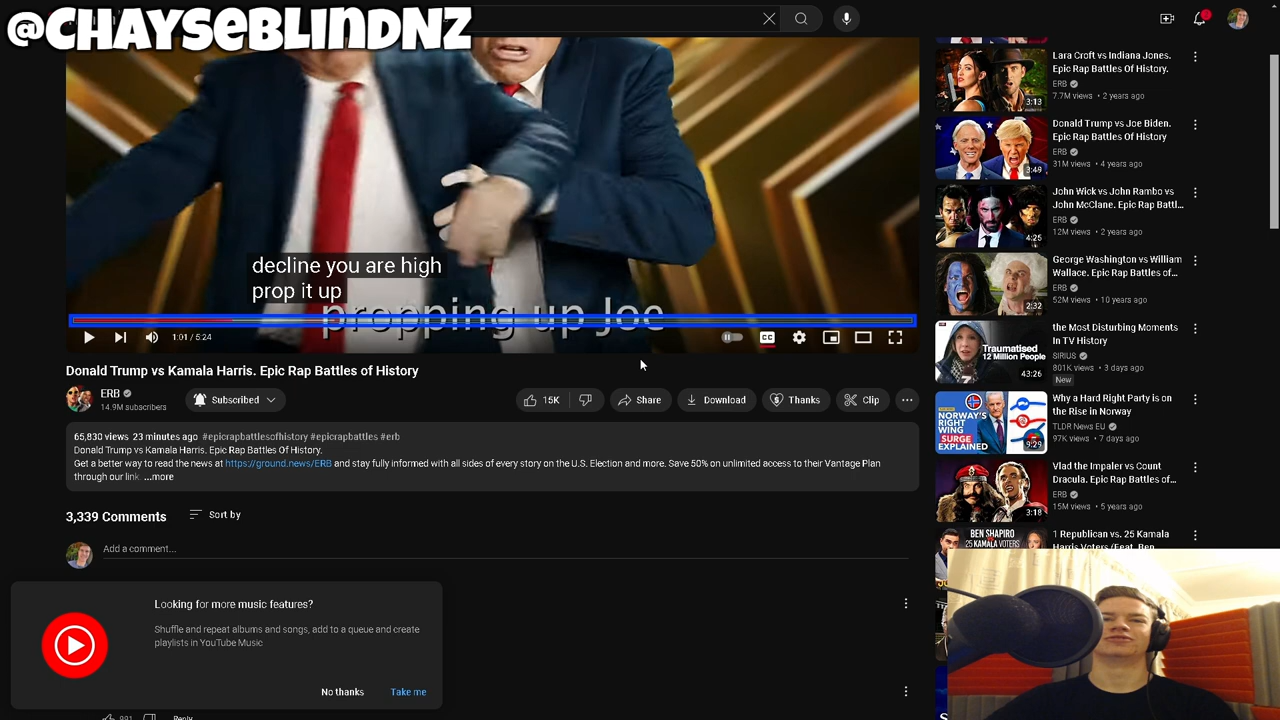 @CHAYSEBLINDNZ
decline you are high
prop it up
propping up Joe
1:01 / 5:24
CC
Donald Trump vs Kamala Harris. Epic Rap Battles of History
ERB
14.9M subscribers
Subscribed
15K
Share
Download
Thanks
Clip
65,830 views 23 minutes ago #epicrapbattlesofhistory #epicrapbattles #erb
Donald Trump vs Kamala Harris. Epic Rap Battles Of History.
Get a better way to read the news at https://ground.news/ERB and stay fully informed with all sides of every story on the U.S. Election and more. Save 50% on unlimited access to their Vantage Plan
through our link. ...more
3,339 Comments
Sort by
Add a comment...
Looking for more music features?
Shuffle and repeat albums and songs, add to a queue and create
playlists in YouTube Music
No thanks
Take me
991
Reply
Lara Croft vs Indiana Jones.
Epic Rap Battles Of History.
ERB
7.7M views • 2 years ago
3:13
Donald Trump vs Joe Biden.
Epic Rap Battles Of History
ERB
31M views • 4 years ago
3:49
John Wick vs John Rambo vs
John McClane. Epic Rap Battl...
ERB
12M views • 2 years ago
4:25
George Washington vs William
Wallace. Epic Rap Battles of...
ERB
52M views • 10 years ago
2:32
the Most Disturbing Moments
In TV History
SIRIUS
801K views • 3 days ago
New
Traumatised
12 Million People
43:26
Why a Hard Right Party is on
the Rise in Norway
TLDR News EU
97K views • 7 days ago
NORWAY'S
RIGHT
WING
SURGE
EXPLAINED
9:29
Vlad the Impaler vs Count
Dracula. Epic Rap Battles of...
ERB
15M views • 5 years ago
3:18
1 Republican vs. 25 Kamala
Harris Voters (Feat. Ben
BEN SHAPIRO
25 KAMALA VOTERS